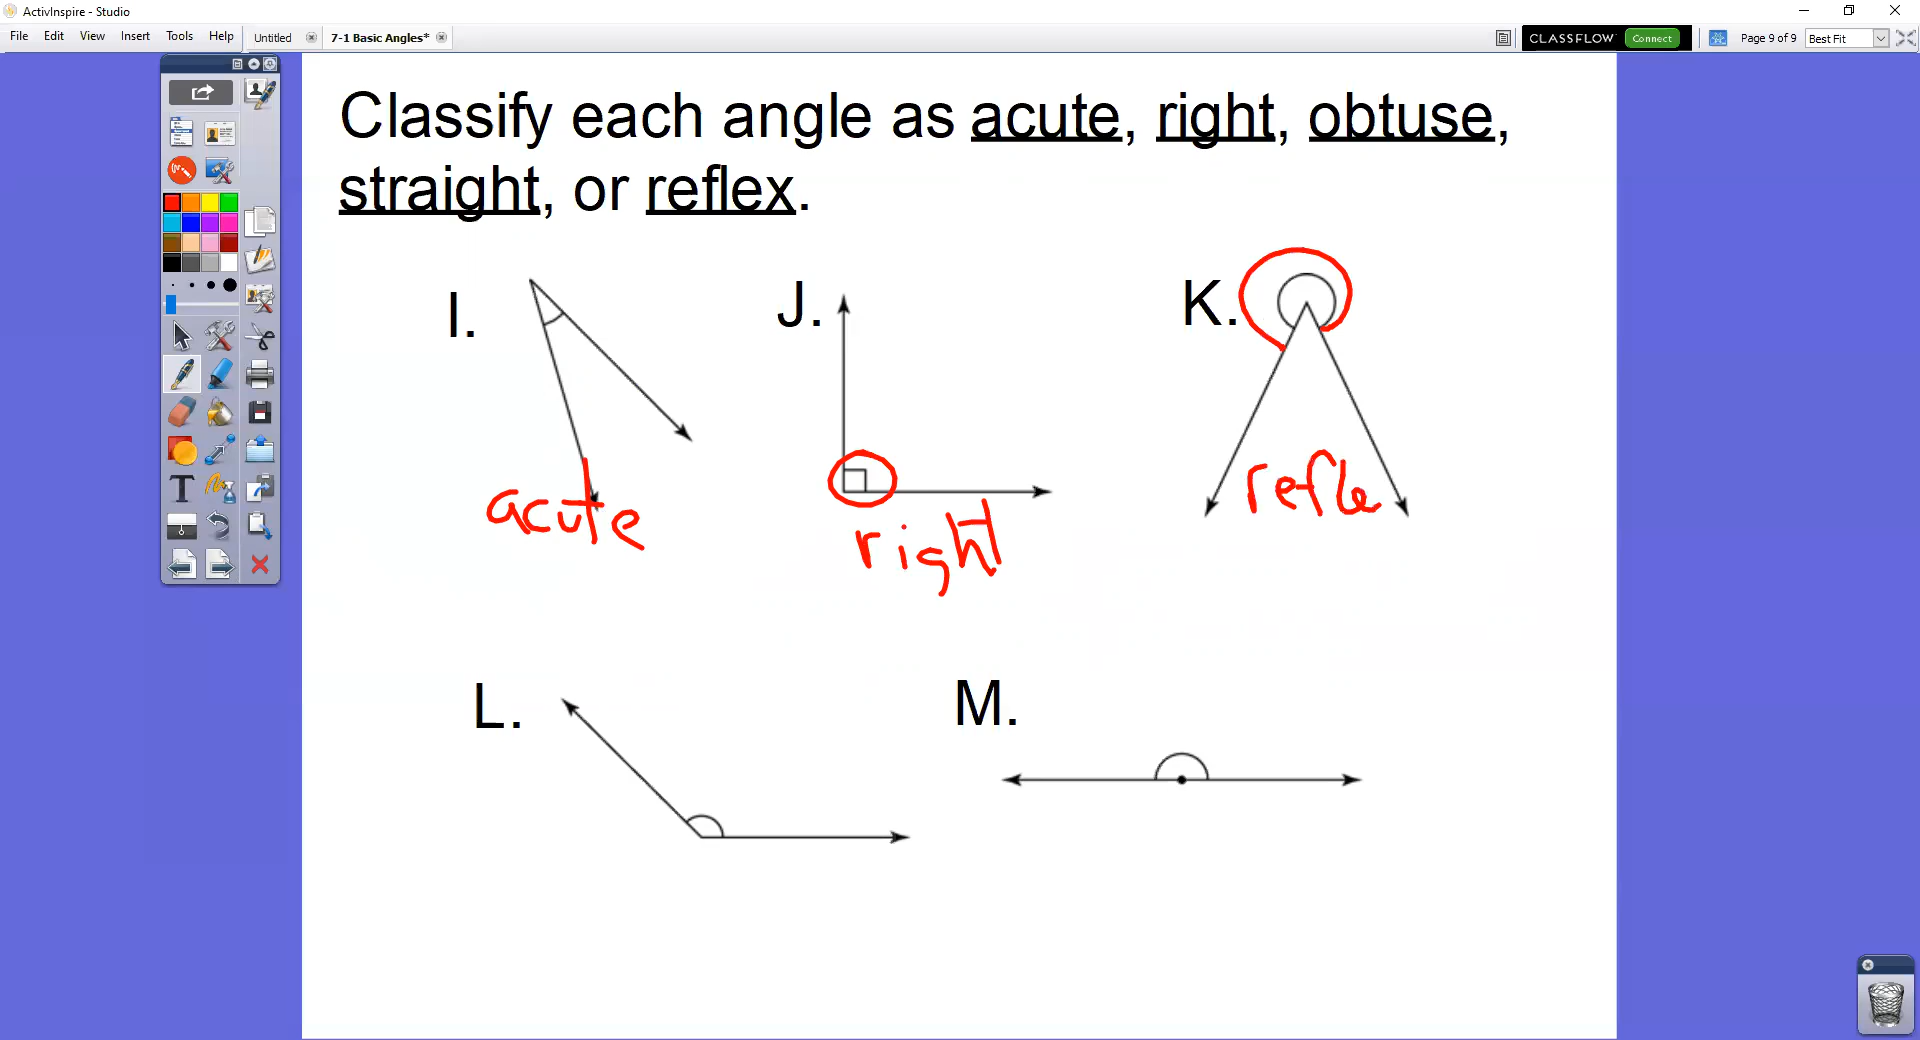 ActivInspire - Studio
File Edit View Insert Tools Help
Untitled
7-1 Basic Angles*
CLASSFLOW Connect
Page 9 of 9
Best Fit
Classify each angle as acute, right, obtuse,
straight, or reflex.
I.
J.
K.
acute
right
refle
L.
M.
T